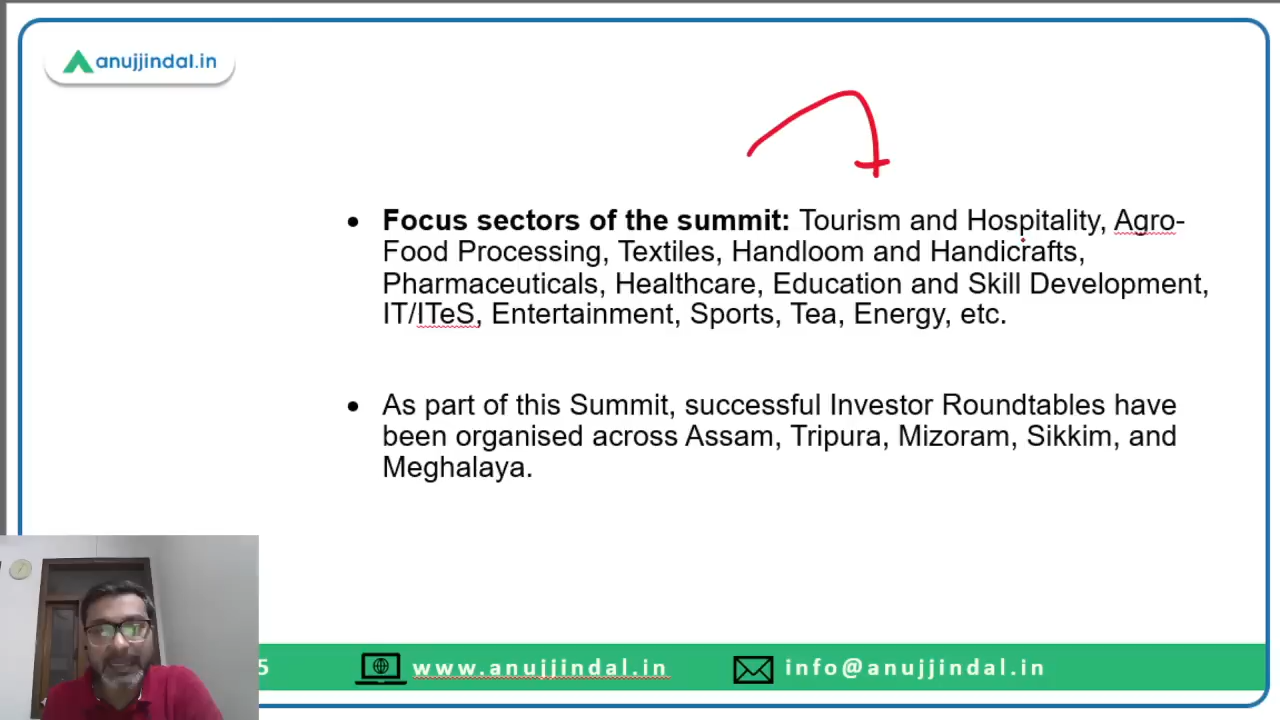 anujjindal.in
• Focus sectors of the summit: Tourism and Hospitality, Agro-
Food Processing, Textiles, Handloom and Handicrafts,
Pharmaceuticals, Healthcare, Education and Skill Development,
IT/ITeS, Entertainment, Sports, Tea, Energy, etc.
• As part of this Summit, successful Investor Roundtables have
been organised across Assam, Tripura, Mizoram, Sikkim, and
Meghalaya.
5 www.anujjindal.in info@anujjindal.in